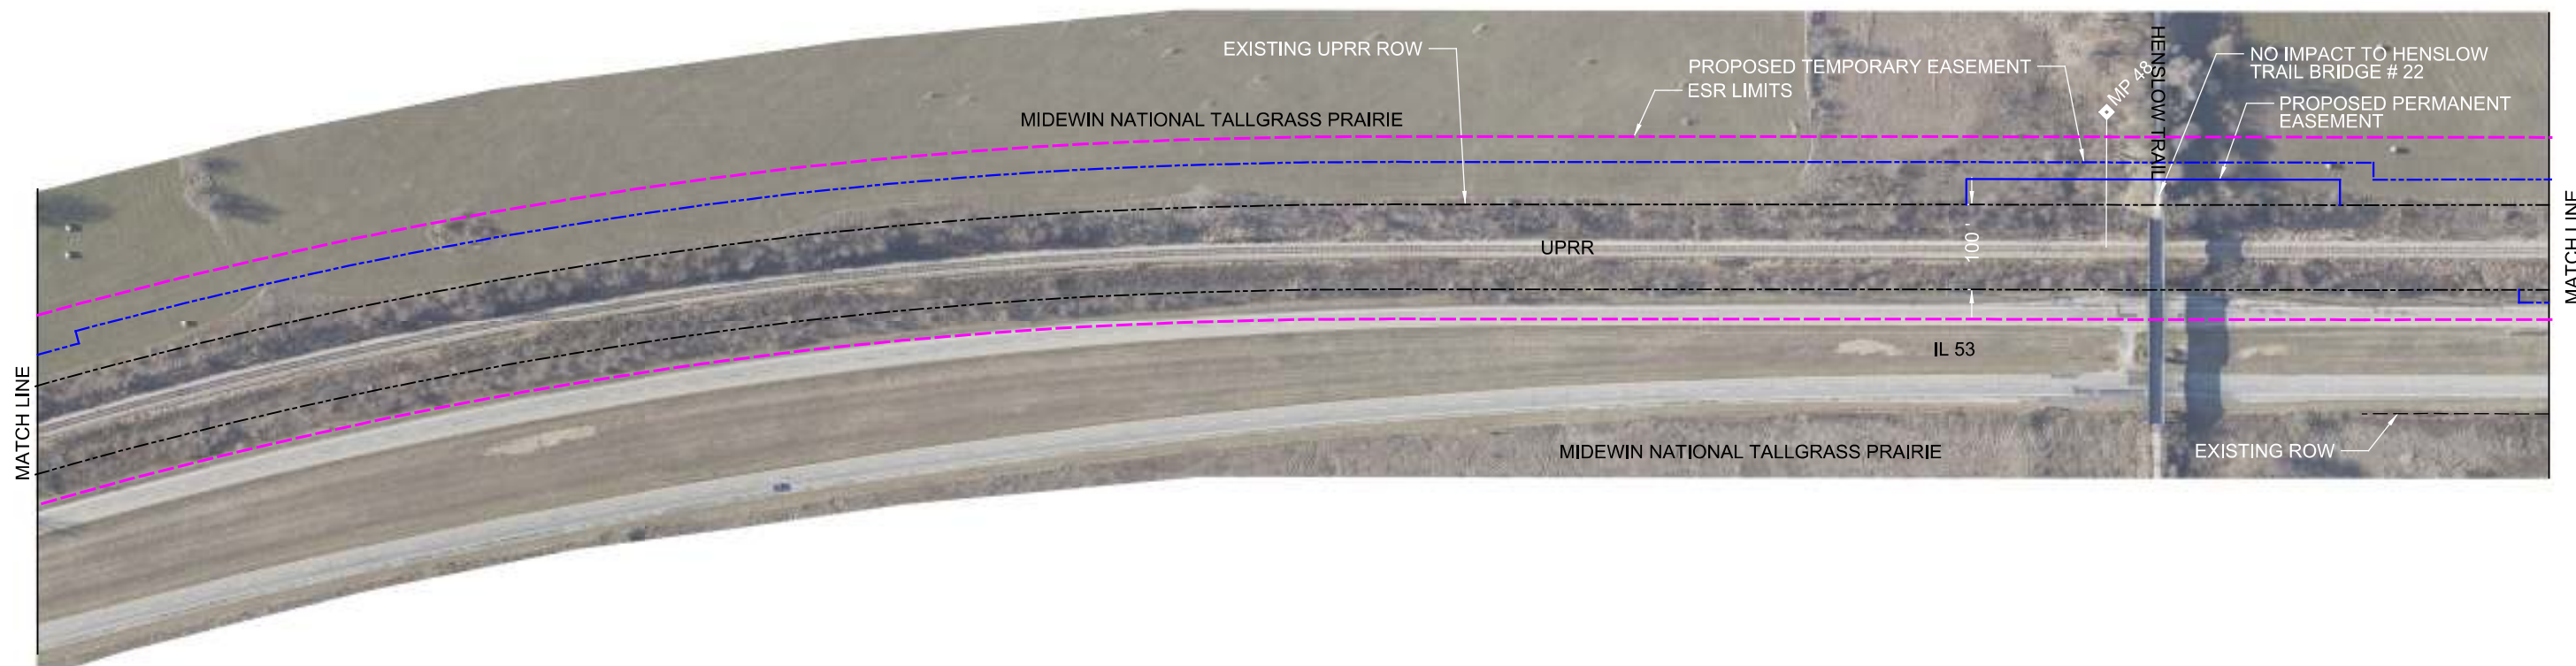 EXISTING UPRR ROW
PROPOSED TEMPORARY EASEMENT
ESR LIMITS
MIDEWIN NATIONAL TALLGRASS PRAIRIE
MP 48
HENSLOW TRAIL
NO IMPACT TO HENSLOW
TRAIL BRIDGE # 22
PROPOSED PERMANENT
EASEMENT
MATCH LINE
UPRR
100 '
MATCH LINE
IL 53
MIDEWIN NATIONAL TALLGRASS PRAIRIE
EXISTING ROW